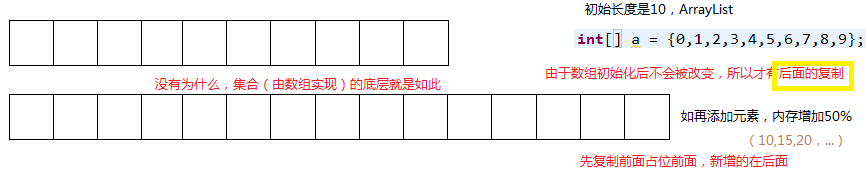 初始长度是10，ArrayList
int[] a = {0,1,2,3,4,5,6,7,8,9};
由于数组初始化后不会被改变，所以才有后面的复制
没有为什么，集合（由数组实现）的底层就是如此
如再添加元素，内存增加50%
（10,15,20，... ）
先复制前面占位前面，新增的在后面